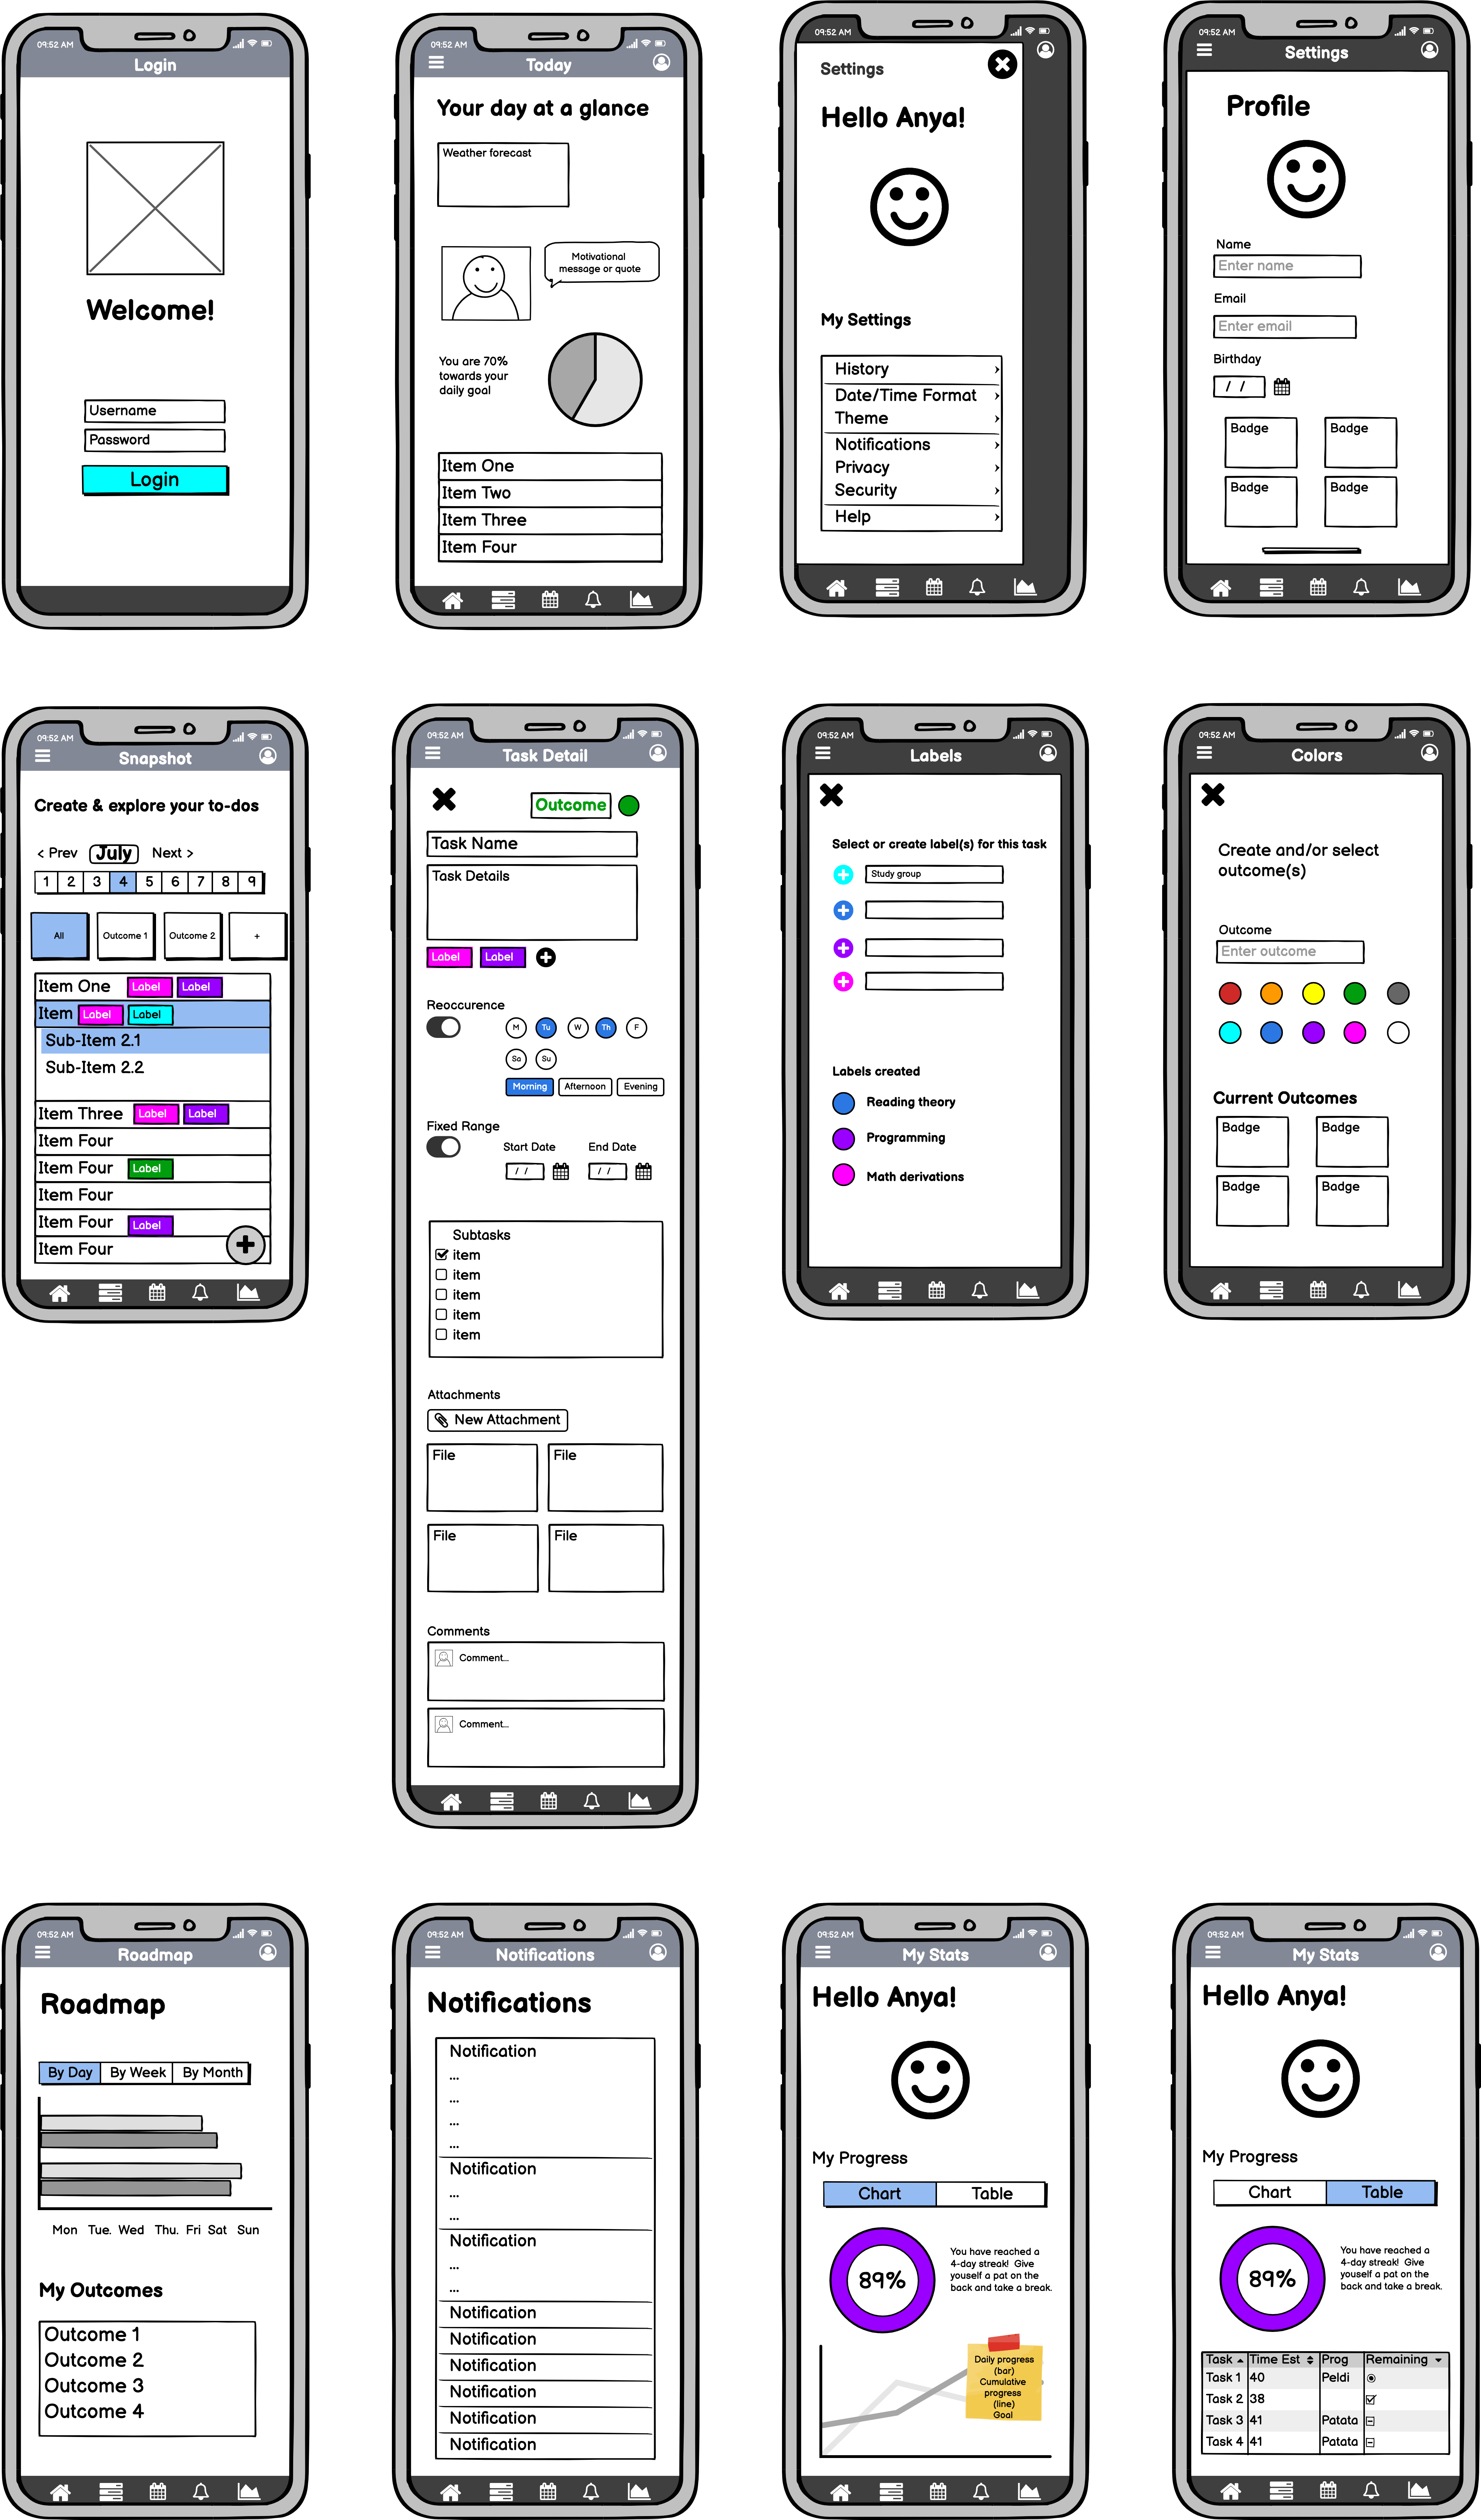 09:52 AM
Login
Welcome!
Username
Password
Login
09:52 AM
Today
Your day at a glance
Weather forecast
Motivational
message or quote
You are 70%
towards your
daily goal
Item One
Item Two
Item Three
Item Four
09:52 AM
Settings
Hello Anya!
My Settings
History
Date/Time Format
Theme
Notifications
Privacy
Security
Help
09:52 AM
Settings
Profile
Name
Enter name
Email
Enter email
Birthday
/ /
Badge Badge
Badge Badge
09:52 AM
Snapshot
Create & explore your to-dos
< Prev July Next >
1 2 3 4 5 6 7 8 9
All Outcome 1 Outcome 2 +
Item One Label Label
Item Label Label
Sub-Item 2.1
Sub-Item 2.2
Item Three Label Label
Item Four
Item Four Label
Item Four
Item Four Label
Item Four
09:52 AM
Task Detail
Outcome
Task Name
Task Details
Label Label
Reoccurence
M Tu W Th F
Sa Su
Morning Afternoon Evening
Fixed Range
Start Date End Date
/ / / /
Subtasks
item
item
item
item
item
Attachments
New Attachment
File File
File File
Comments
Comment...
Comment...
09:52 AM
Labels
Select or create label(s) for this task
Study group
Labels created
Reading theory
Programming
Math derivations
09:52 AM
Colors
Create and/or select
outcome(s)
Outcome
Enter outcome
Current Outcomes
Badge Badge
Badge Badge
09:52 AM
Roadmap
Roadmap
By Day By Week By Month
Mon Tue. Wed Thu. Fri Sat Sun
My Outcomes
Outcome 1
Outcome 2
Outcome 3
Outcome 4
09:52 AM
Notifications
Notifications
Notification
...
...
...
...
Notification
...
...
Notification
...
...
Notification
Notification
Notification
Notification
Notification
Notification
09:52 AM
My Stats
Hello Anya!
My Progress
Chart Table
89%
You have reached a
4-day streak! Give
youself a pat on the
back and take a break.
Daily progress
(bar)
Cumulative
progress
(line)
Goal
09:52 AM
My Stats
Hello Anya!
My Progress
Chart Table
89%
You have reached a
4-day streak! Give
youself a pat on the
back and take a break.
Task Time Est Prog Remaining
Task 1 40 Peldi
Task 2 38
Task 3 41 Patata
Task 4 41 Patata